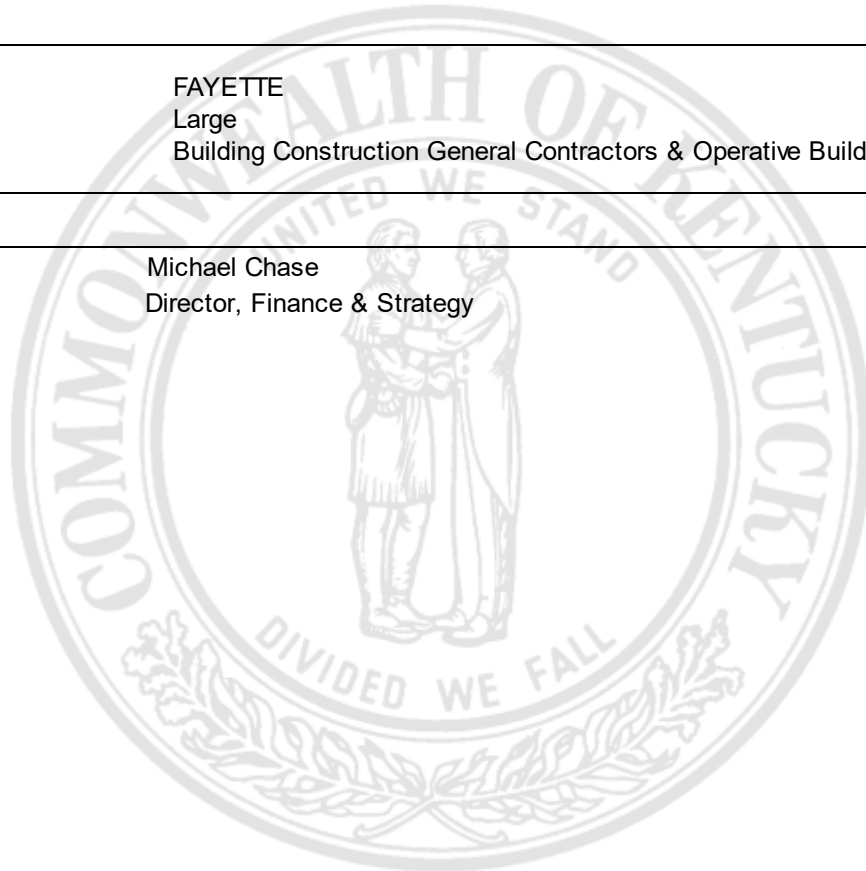 FAYETTE
Large
Building Construction General Contractors & Operative Build
Michael Chase
Director, Finance & Strategy
COMMONWEALTH OF KENTUCKY
UNITED WE STAND
DIVIDED WE FALL